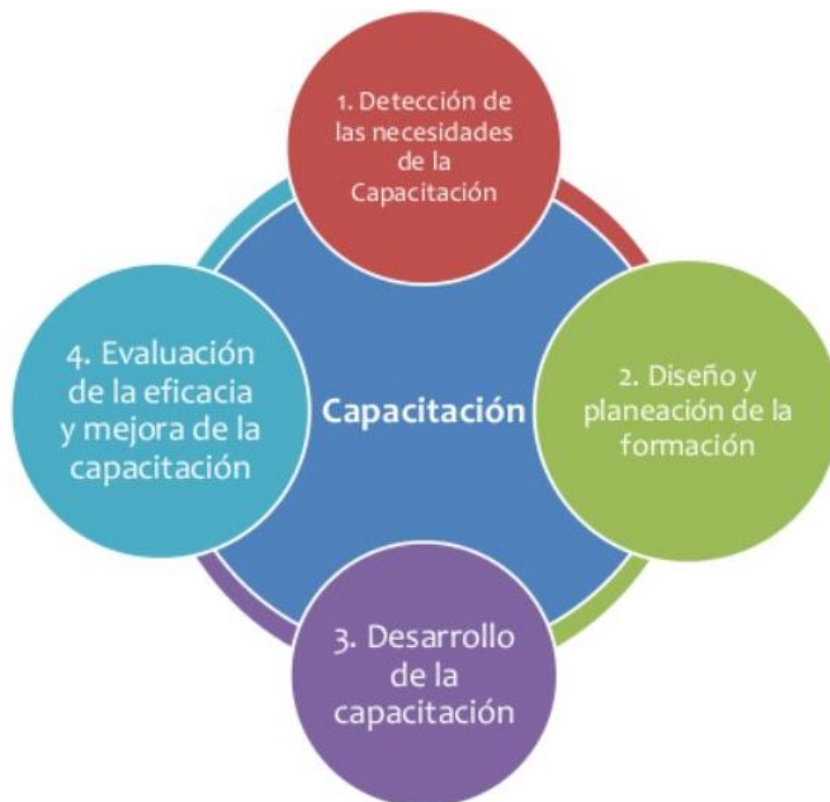 1. Detección de
las necesidades
de la
Capacitación
2. Diseño y
planeación de la
formación
3. Desarrollo
de la
capacitación
4. Evaluación
de la eficacia
y mejora de la
capacitación
Capacitación